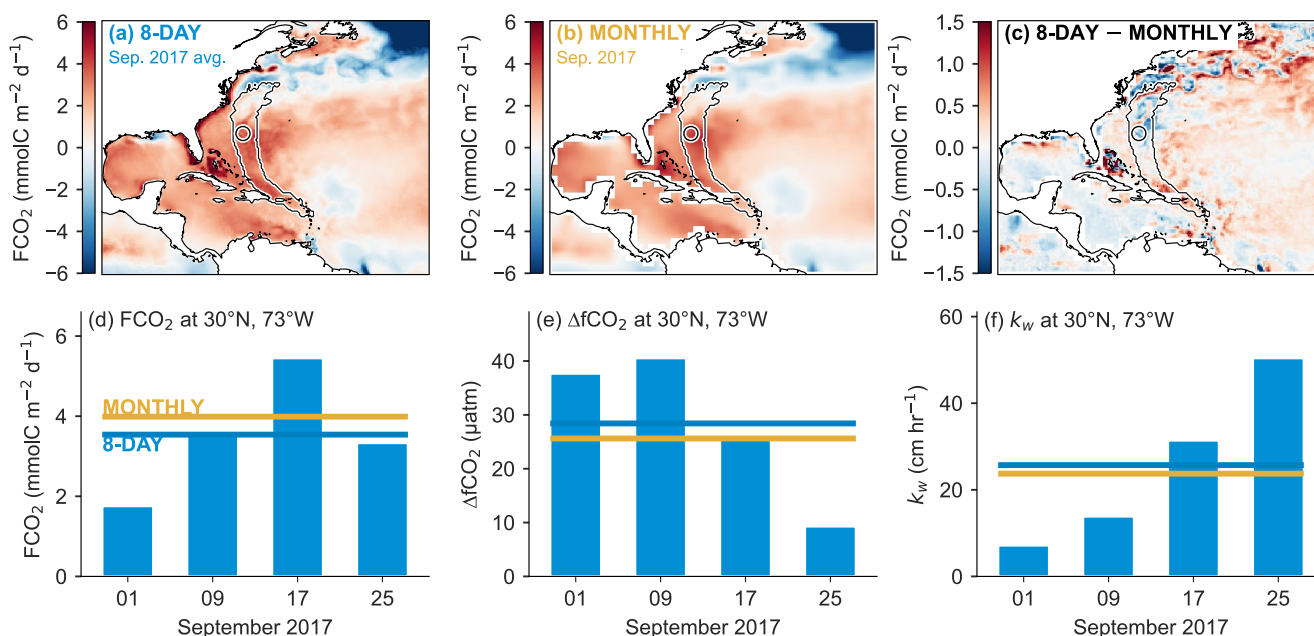 (a) 8-DAY
Sep. 2017 avg.
FCO₂ (mmolC m⁻² d⁻¹)
6
4
2
0
−2
−4
−6
(b) MONTHLY
Sep. 2017
FCO₂ (mmolC m⁻² d⁻¹)
6
4
2
0
−2
−4
−6
(c) 8-DAY − MONTHLY
FCO₂ (mmolC m⁻² d⁻¹)
1.5
1.0
0.5
0.0
−0.5
−1.0
−1.5
(d) FCO₂ at 30°N, 73°W
FCO₂ (mmolC m⁻² d⁻¹)
6
4
2
0
MONTHLY
8-DAY
01 09 17 25
September 2017
(e) ΔfCO₂ at 30°N, 73°W
ΔfCO₂ (μatm)
40
30
20
10
0
01 09 17 25
September 2017
(f) k_w at 30°N, 73°W
k_w (cm hr⁻¹)
60
40
20
0
01 09 17 25
September 2017